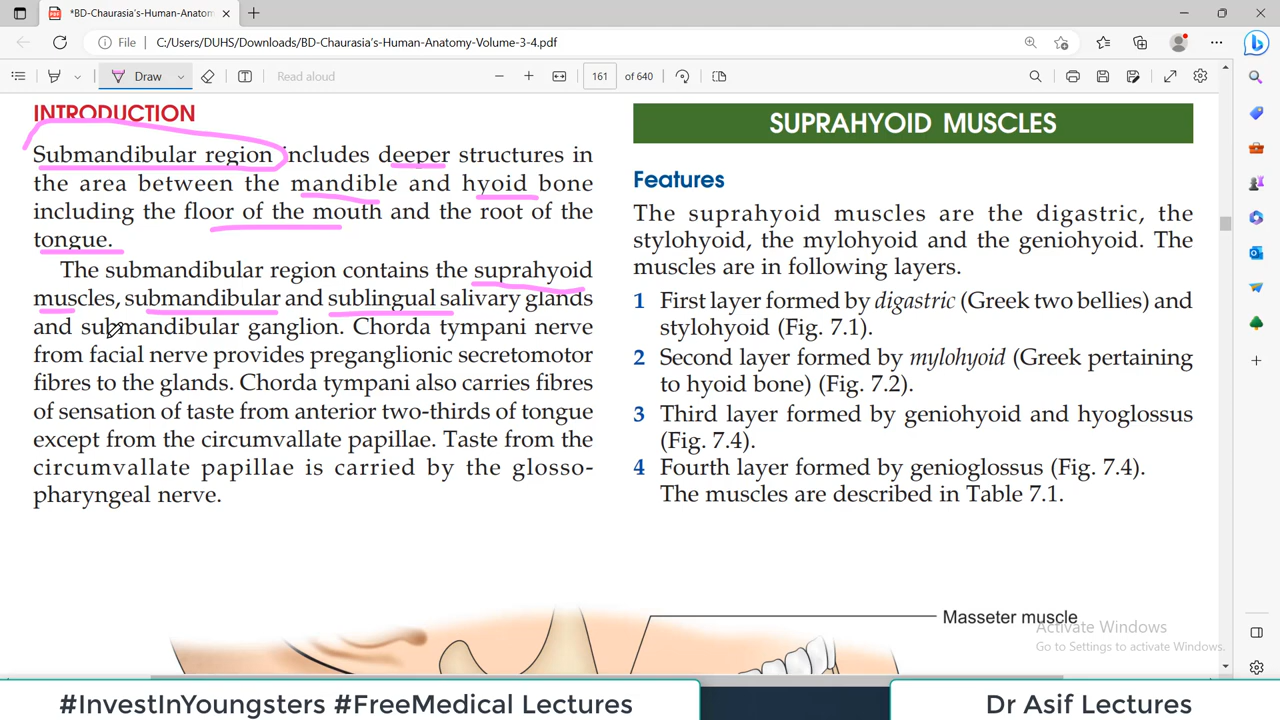 *BD-Chaurasia's-Human-Anatom
File
C:/Users/DUHS/Downloads/BD-Chaurasia's-Human-Anatomy-Volume-3-4.pdf
Draw
Read aloud
161
of 640
INTRODUCTION
Submandibular region includes deeper structures in
the area between the mandible and hyoid bone
including the floor of the mouth and the root of the
tongue.
The submandibular region contains the suprahyoid
muscles, submandibular and sublingual salivary glands
and submandibular ganglion. Chorda tympani nerve
from facial nerve provides preganglionic secretomotor
fibres to the glands. Chorda tympani also carries fibres
of sensation of taste from anterior two-thirds of tongue
except from the circumvallate papillae. Taste from the
circumvallate papillae is carried by the glosso-
pharyngeal nerve.
SUPRAHYOID MUSCLES
Features
The suprahyoid muscles are the digastric, the
stylohyoid, the mylohyoid and the geniohyoid. The
muscles are in following layers.
1 First layer formed by digastric (Greek two bellies) and
stylohyoid (Fig. 7.1).
2 Second layer formed by mylohyoid (Greek pertaining
to hyoid bone) (Fig. 7.2).
3 Third layer formed by geniohyoid and hyoglossus
(Fig. 7.4).
4 Fourth layer formed by genioglossus (Fig. 7.4).
The muscles are described in Table 7.1.
Masseter muscle
Activate Windows
Go to Settings to activate Windows.
#InvestInYoungsters #FreeMedical Lectures
Dr Asif Lectures